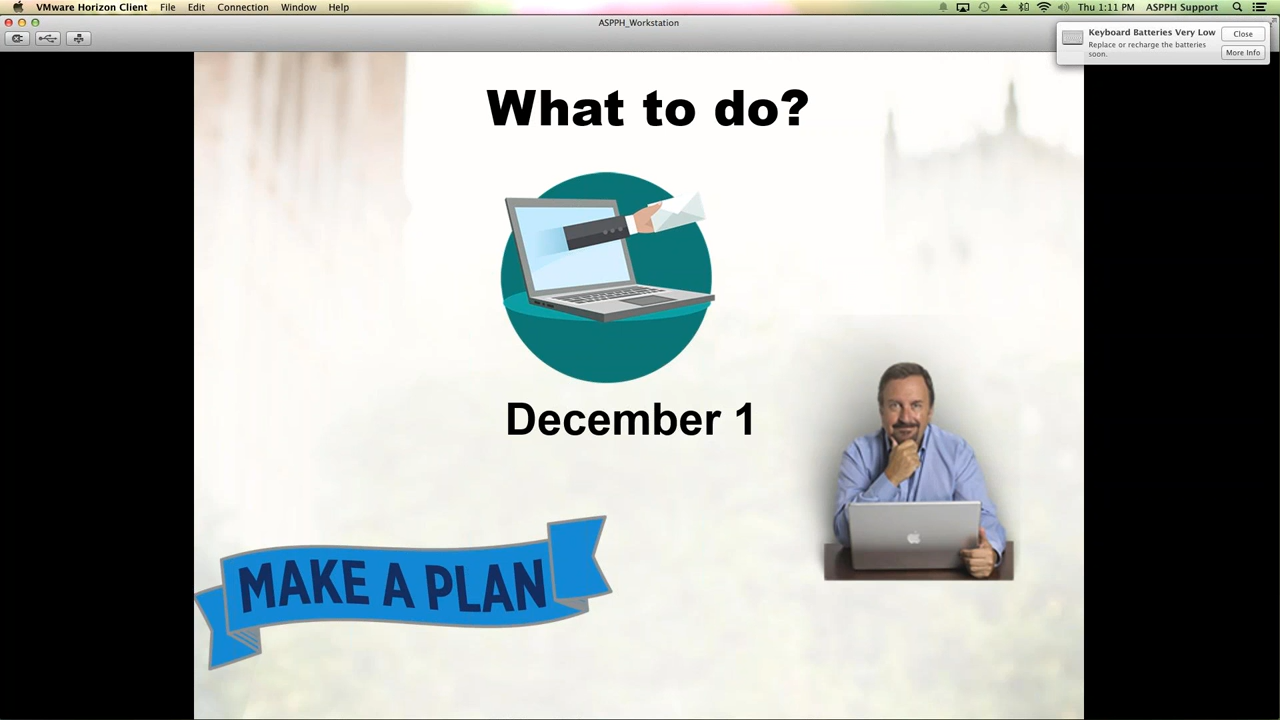 VMware Horizon Client File Edit Connection Window Help Thu 1:11 PM ASPPH Support
ASPPH_Workstation
Keyboard Batteries Very Low
Replace or recharge the batteries
soon.
Close
More Info
What to do?
December 1
MAKE A PLAN